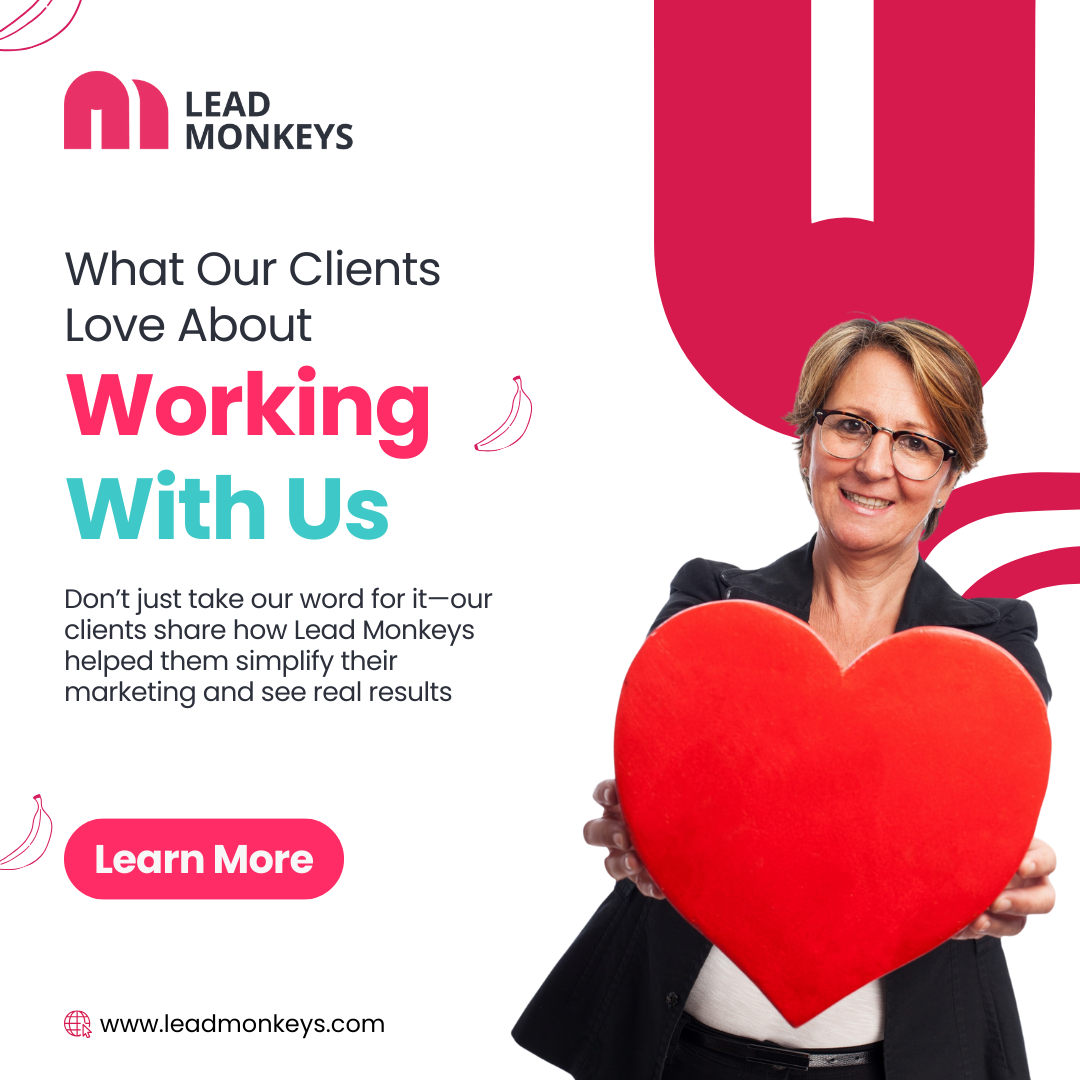 LEAD
MONKEYS
What Our Clients
Love About
Working
With Us
Don’t just take our word for it—our
clients share how Lead Monkeys
helped them simplify their
marketing and see real results
Learn More
www.leadmonkeys.com